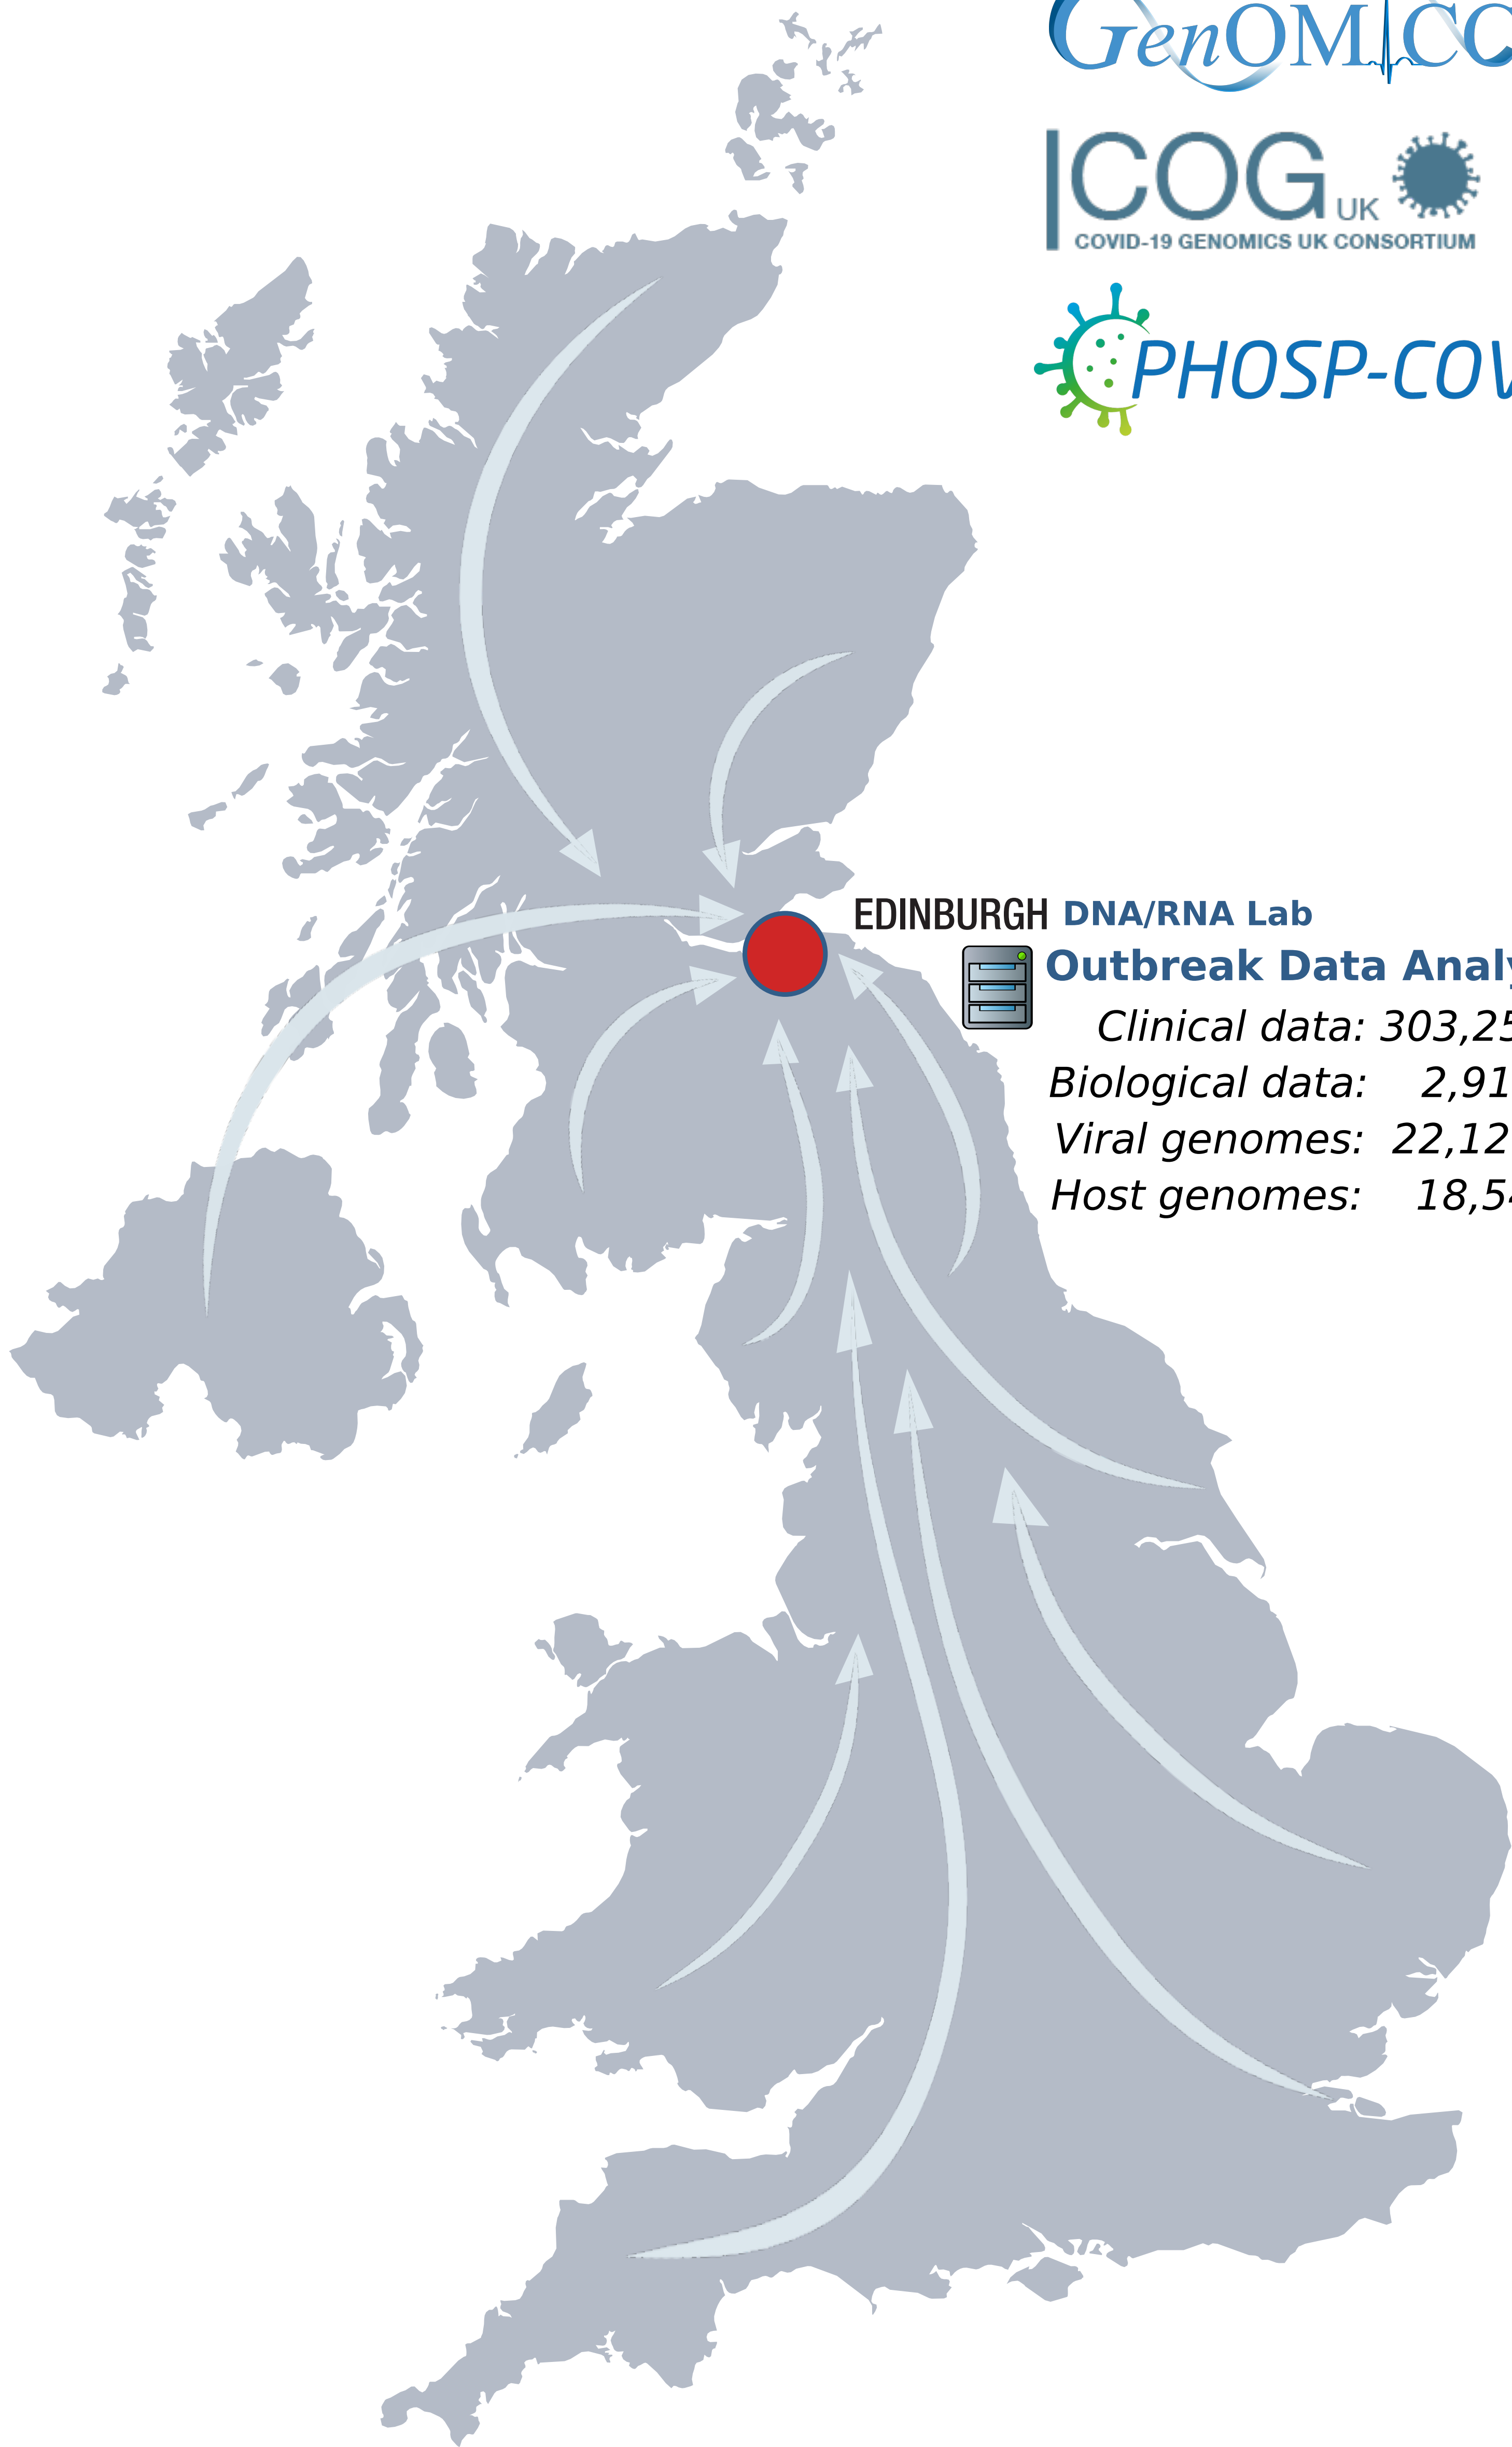 GenOMICC
COG UK
COVID-19 GENOMICS UK CONSORTIUM
PHOSP-COV
EDINBURGH DNA/RNA Lab
Outbreak Data Analy
Clinical data: 303,25
Biological data: 2,91
Viral genomes: 22,12
Host genomes: 18,54